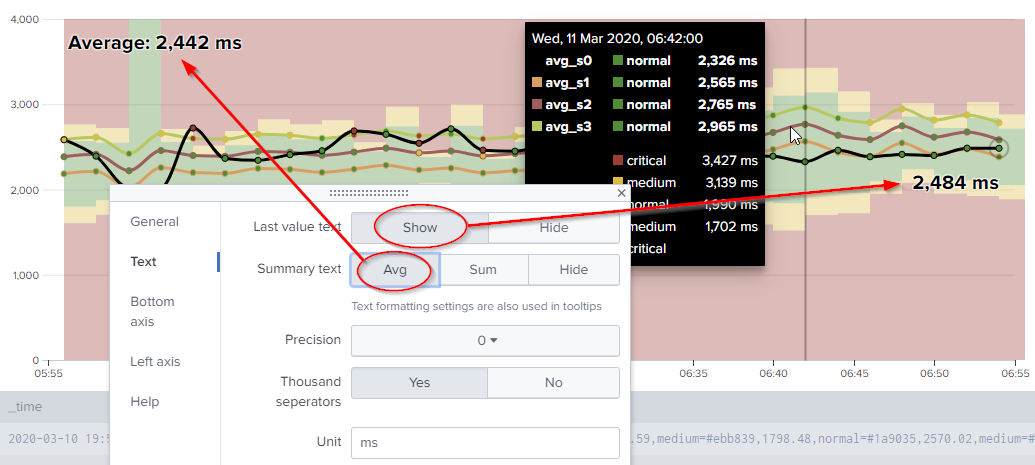 4,000
Average: 2,442 ms
Wed, 11 Mar 2020, 06:42:00
avg_s0 normal 2,326 ms
avg_s1 normal 2,565 ms
avg_s2 normal 2,765 ms
avg_s3 normal 2,965 ms
critical 3,427 ms
medium 3,139 ms
normal 1,990 ms
medium 1,702 ms
critical
3,000
2,000
1,000
0
2,484 ms
General
Text
Bottom
axis
Left axis
Help
Last value text Show Hide
Summary text Avg Sum Hide
Text formatting settings are also used in tooltips
Precision 0
Thousand
seperators Yes No
Unit ms
05:55 06:35 06:40 06:45 06:50 06:55
_time
2020-03-10 19:5 .59,medium=#ebb839,1798.48,normal=#1a9035,2570.02,medium=#